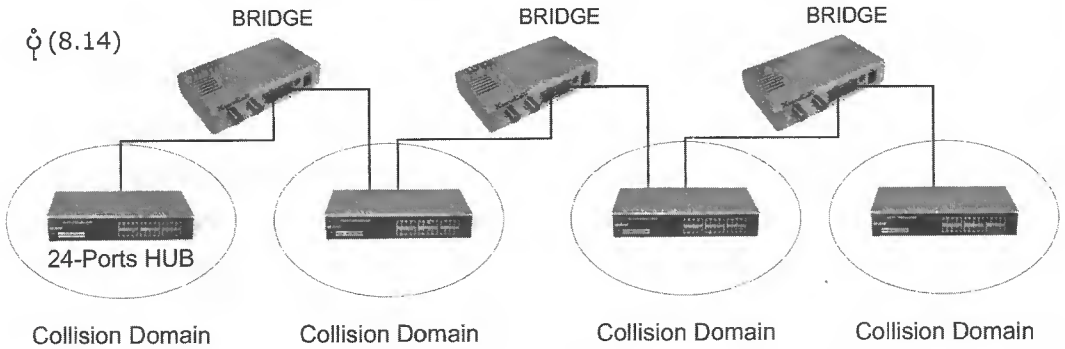 BRIDGE BRIDGE BRIDGE
(8.14)
24-Ports HUB
Collision Domain Collision Domain Collision Domain Collision Domain